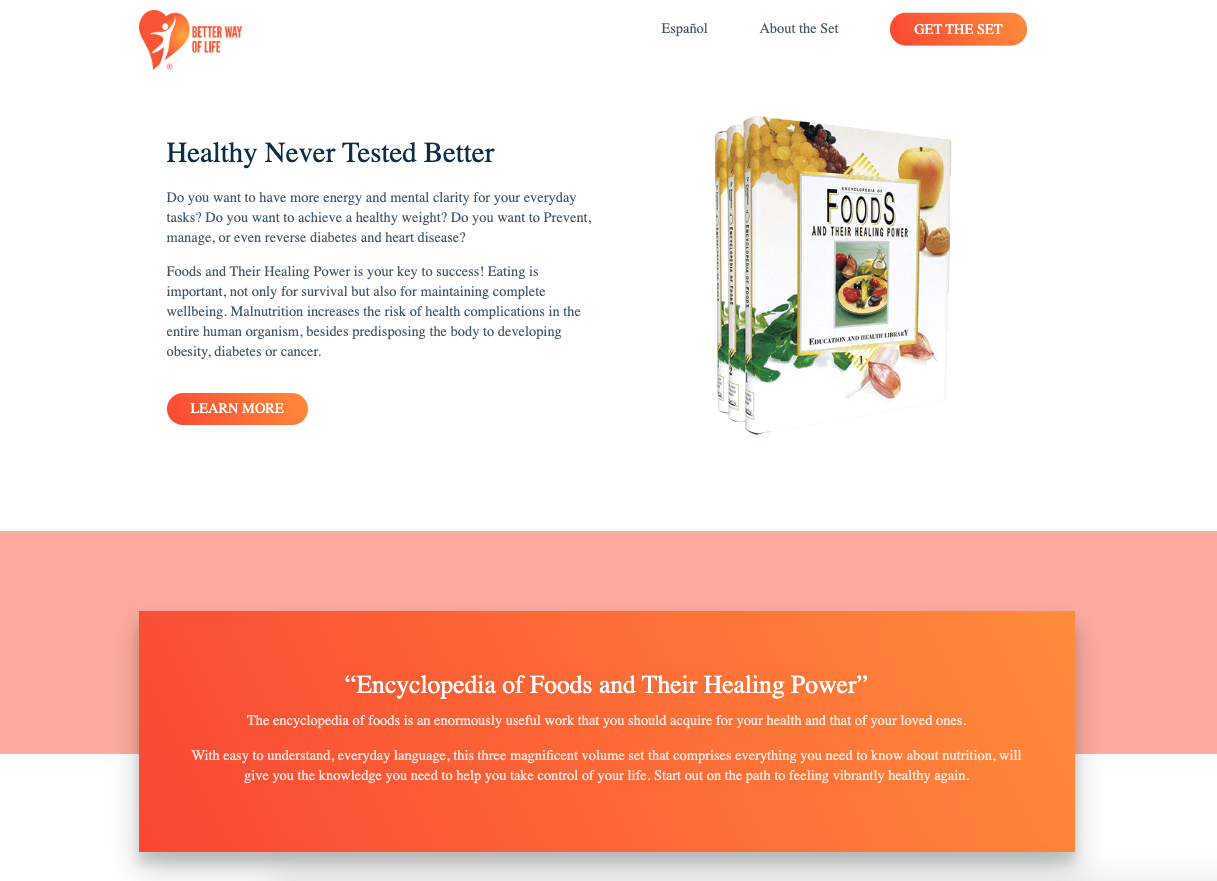 BETTER WAY
OF LIFE
®
Español
About the Set
GET THE SET
Healthy Never Tested Better
Do you want to have more energy and mental clarity for your everyday
tasks? Do you want to achieve a healthy weight? Do you want to Prevent,
manage, or even reverse diabetes and heart disease?
Foods and Their Healing Power is your key to success! Eating is
important, not only for survival but also for maintaining complete
wellbeing. Malnutrition increases the risk of health complications in the
entire human organism, besides predisposing the body to developing
obesity, diabetes or cancer.
LEARN MORE
ENCYCLOPEDIA OF
FOODS
AND THEIR HEALING POWER
EDUCATION AND HEALTH LIBRARY
1
ENCYCLOPEDIA OF FOODS
2
“Encyclopedia of Foods and Their Healing Power”
The encyclopedia of foods is an enormously useful work that you should acquire for your health and that of your loved ones.
With easy to understand, everyday language, this three magnificent volume set that comprises everything you need to know about nutrition, will
give you the knowledge you need to help you take control of your life. Start out on the path to feeling vibrantly healthy again.